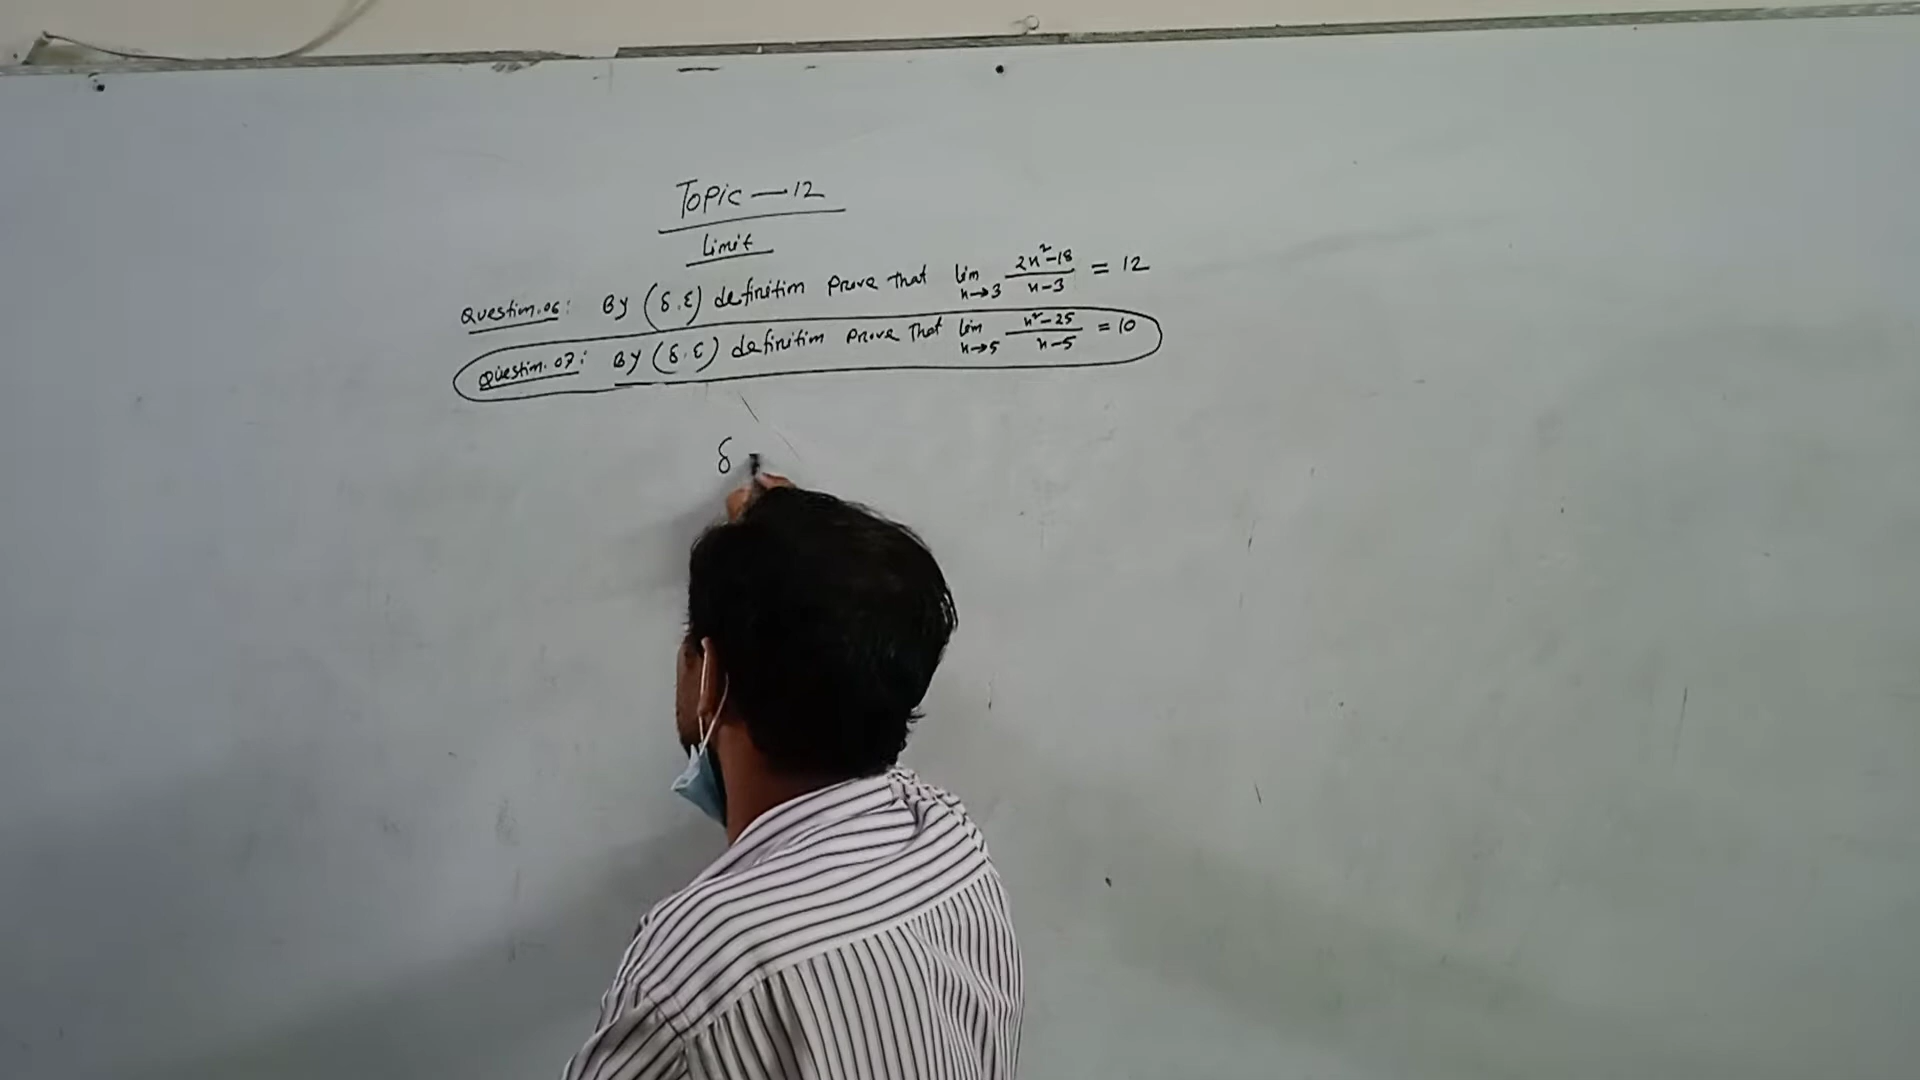 Topic — 12
Limit
Question.06: By (δ.ε) definition prove that lim x→3 2x²-18 / x-3 = 12
Question.07: By (δ.ε) definition prove that lim x→5 x²-25 / x-5 = 10
δ